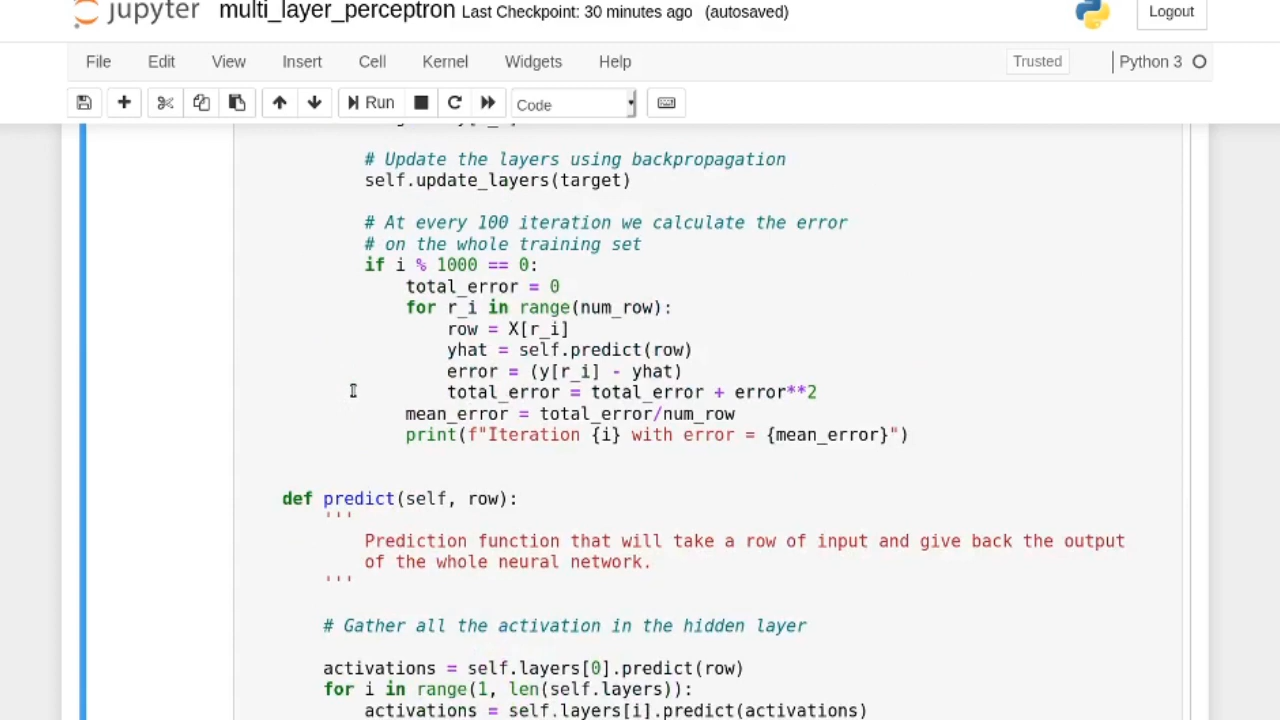 jupyter multi_layer_perceptron Last Checkpoint: 30 minutes ago (autosaved) Logout
File Edit View Insert Cell Kernel Widgets Help Trusted Python 3
Run Code
# Update the layers using backpropagation
self.update_layers(target)
# At every 100 iteration we calculate the error
# on the whole training set
if i % 1000 == 0:
total_error = 0
for r_i in range(num_row):
row = X[r_i]
yhat = self.predict(row)
error = (y[r_i] - yhat)
total_error = total_error + error**2
mean_error = total_error/num_row
print(f"Iteration {i} with error = {mean_error}")
def predict(self, row):
'''
Prediction function that will take a row of input and give back the output
of the whole neural network.
'''
# Gather all the activation in the hidden layer
activations = self.layers[0].predict(row)
for i in range(1, len(self.layers)):
activations = self.layers[i].predict(activations)